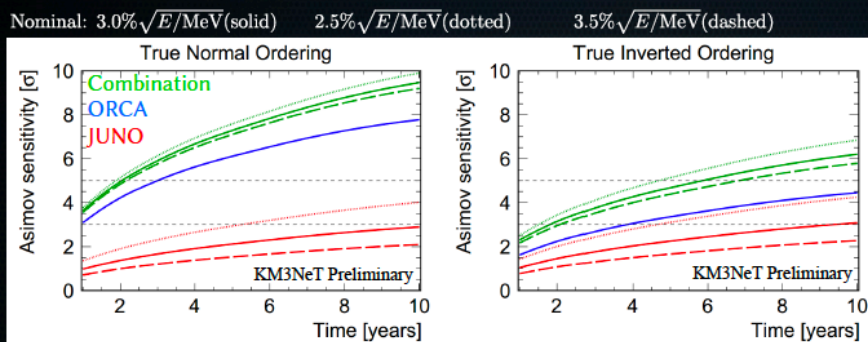 Nominal: 3.0%√E/MeV(solid) 2.5%√E/MeV(dotted) 3.5%√E/MeV(dashed)
True Normal Ordering
Asimov sensitivity [σ]
10
8
6
4
2
0
Combination
ORCA
JUNO
KM3NeT Preliminary
2 4 6 8 10
Time [years]
True Inverted Ordering
Asimov sensitivity [σ]
10
8
6
4
2
0
KM3NeT Preliminary
2 4 6 8 10
Time [years]